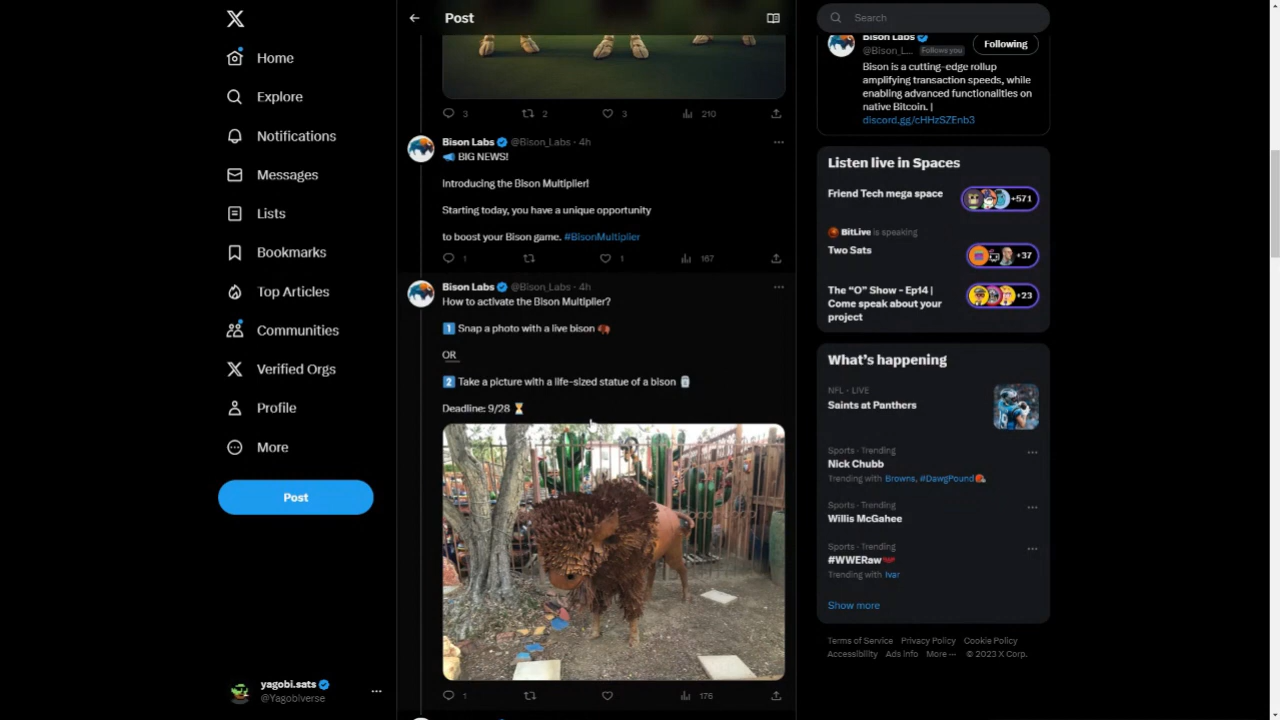 Home
Explore
Notifications
Messages
Lists
Bookmarks
Top Articles
Communities
Verified Orgs
Profile
More
Post
yagobi.sats
@Yagobiverse
Post
3
2
3
210
Bison Labs @Bison_Labs · 4h
BIG NEWS!
Introducing the Bison Multiplier!
Starting today, you have a unique opportunity
to boost your Bison game. #BisonMultiplier
1
1
167
Bison Labs @Bison_Labs · 4h
How to activate the Bison Multiplier?
1 Snap a photo with a live bison
OR
2 Take a picture with a life-sized statue of a bison
Deadline: 9/28
1
176
Search
Bison Labs
@Bison_L... Follows you
Following
Bison is a cutting-edge rollup
amplifying transaction speeds, while
enabling advanced functionalities on
native Bitcoin. |
discord.gg/cHHzSZEnb3
Listen live in Spaces
Friend Tech mega space
+571
BitLive is speaking
Two Sats
+37
The "O" Show - Ep14 |
Come speak about your
project
+23
What's happening
NFL · LIVE
Saints at Panthers
Sports · Trending
Nick Chubb
Trending with Browns, #DawgPound
Sports · Trending
Willis McGahee
Sports · Trending
#WWERaw
Trending with Ivar
Show more
Terms of Service Privacy Policy Cookie Policy
Accessibility Ads info More ··· © 2023 X Corp.